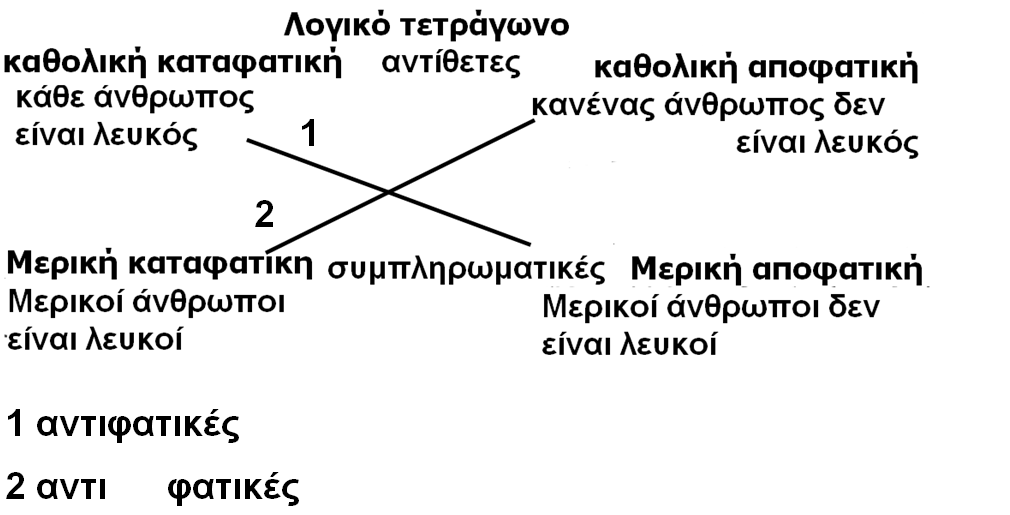 Λογικό τετράγωνο
καθολική καταφατική αντίθετες καθολική αποφατική
κάθε άνθρωπος κανένας άνθρωπος δεν
είναι λευκός 1 είναι λευκός
2
Μερική καταφατίκη συμπληρωματικές Μερική αποφατική
Μερικοί άνθρωποι Μερικοί άνθρωποι δεν
είναι λευκοί είναι λευκοί
1 αντιφατικές
2 αντι φατικές